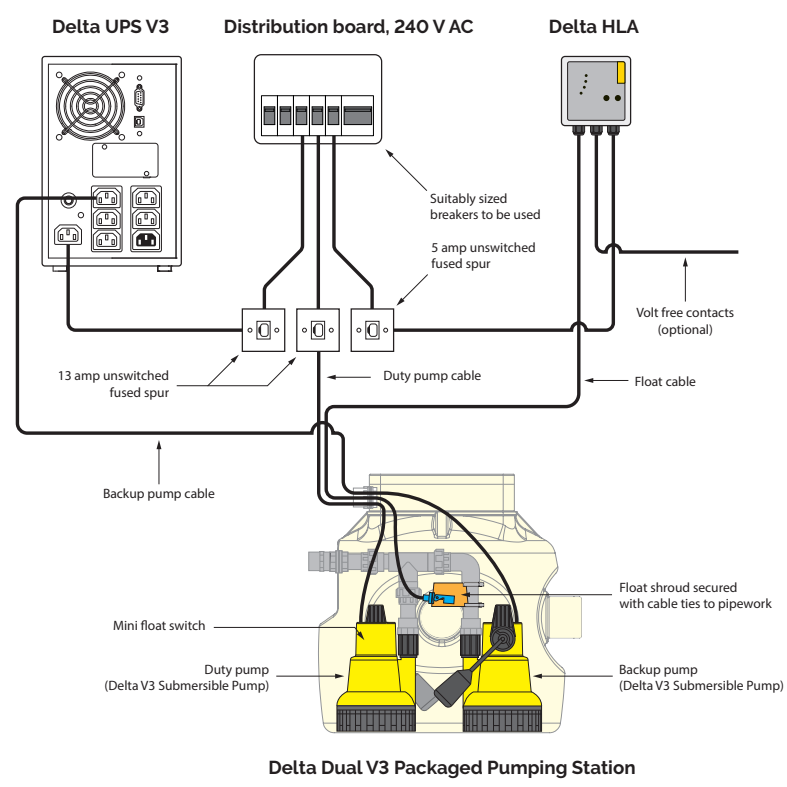 Delta UPS V3
Distribution board, 240 V AC
Delta HLA
Suitably sized
breakers to be used
5 amp unswitched
fused spur
Volt free contacts
(optional)
13 amp unswitched
fused spur
Duty pump cable
Float cable
Backup pump cable
Float shroud secured
with cable ties to pipework
Mini float switch
Duty pump
(Delta V3 Submersible Pump)
Backup pump
(Delta V3 Submersible Pump)
Delta Dual V3 Packaged Pumping Station